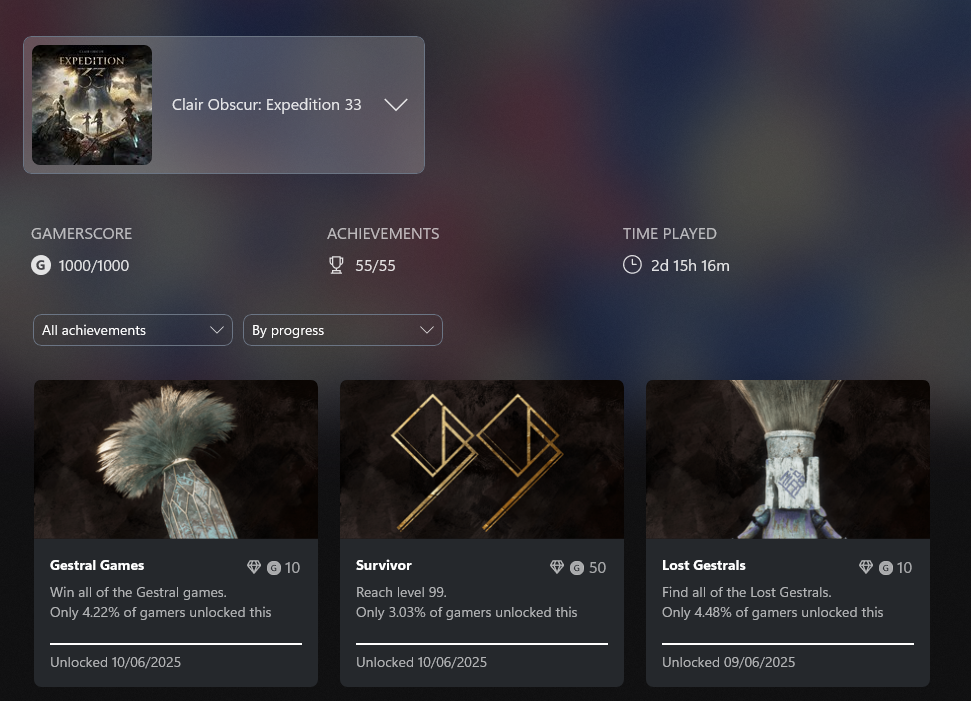 EXPEDITION
33
Clair Obscur: Expedition 33
GAMERSCORE
ACHIEVEMENTS
TIME PLAYED
G 1000/1000
55/55
2d 15h 16m
All achievements
By progress
Gestral Games
G 10
Win all of the Gestral games.
Only 4.22% of gamers unlocked this
Unlocked 10/06/2025
Survivor
G 50
Reach level 99.
Only 3.03% of gamers unlocked this
Unlocked 10/06/2025
Lost Gestrals
G 10
Find all of the Lost Gestrals.
Only 4.48% of gamers unlocked this
Unlocked 09/06/2025